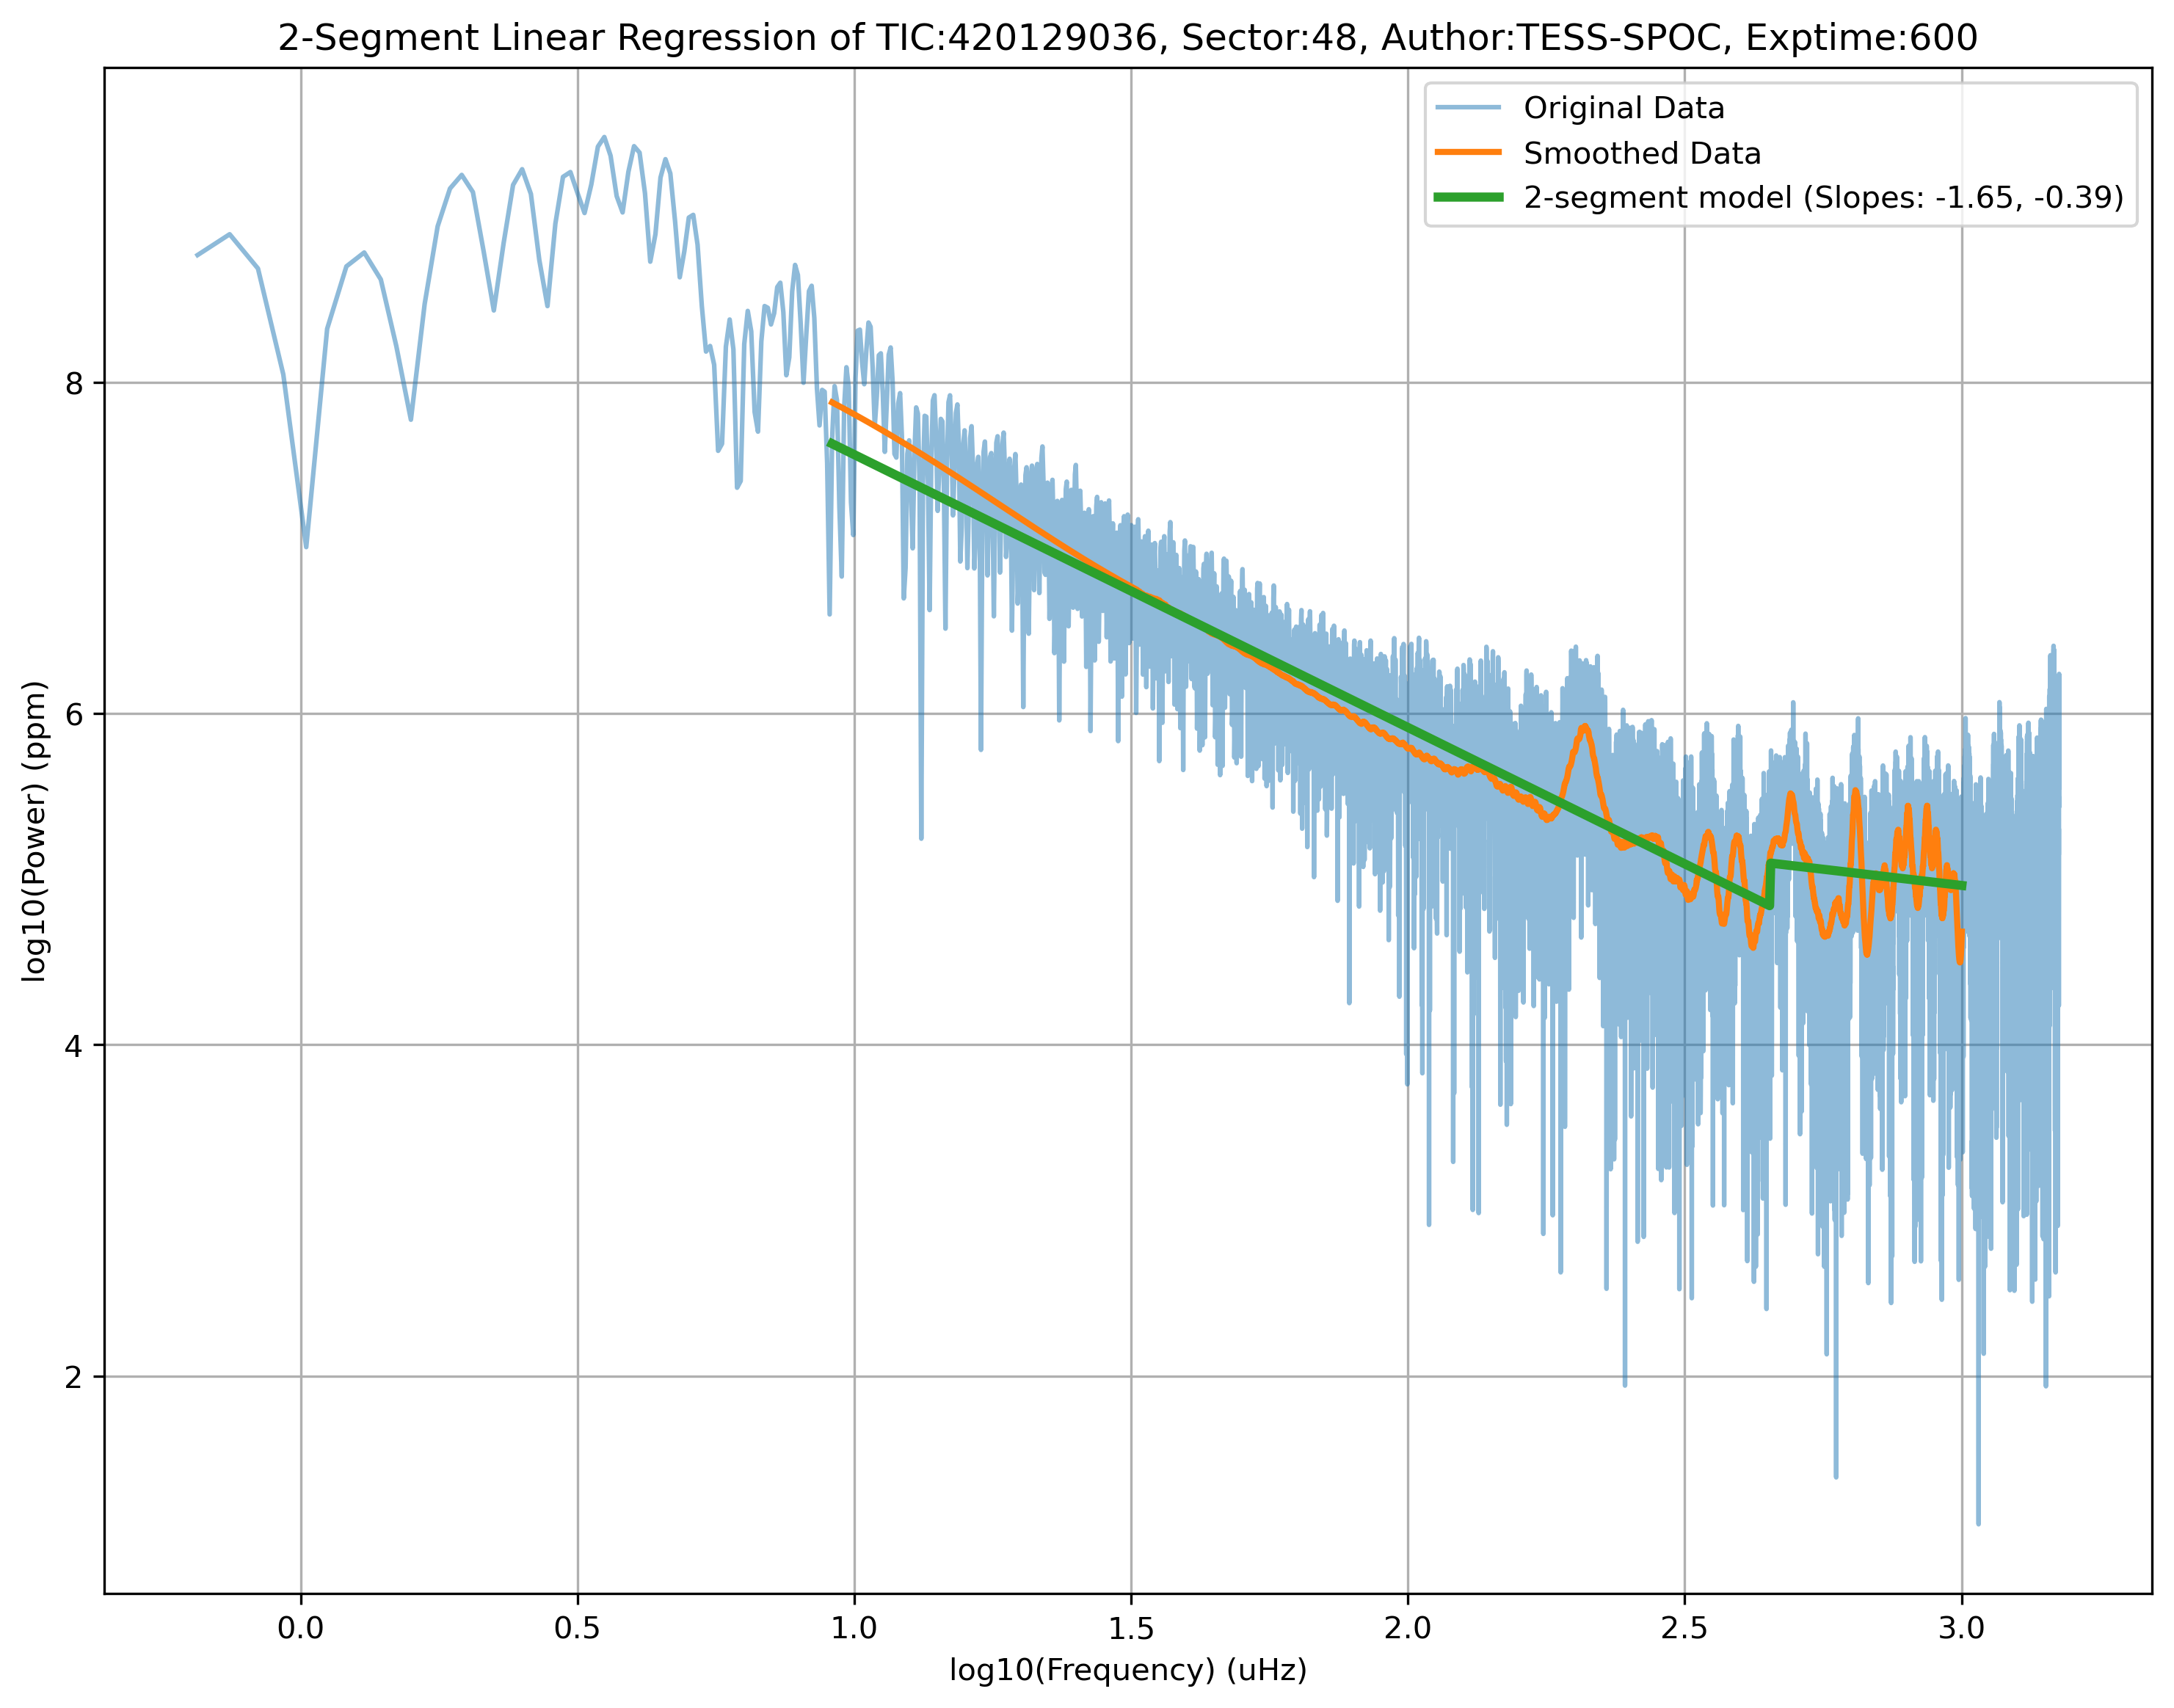 2-Segment Linear Regression of TIC:420129036, Sector:48, Author:TESS-SPOC, Exptime:600
Original Data
Smoothed Data
2-segment model (Slopes: -1.65, -0.39)
log10(Power) (ppm)
8
6
4
2
0.0 0.5 1.0 1.5 2.0 2.5 3.0
log10(Frequency) (uHz)